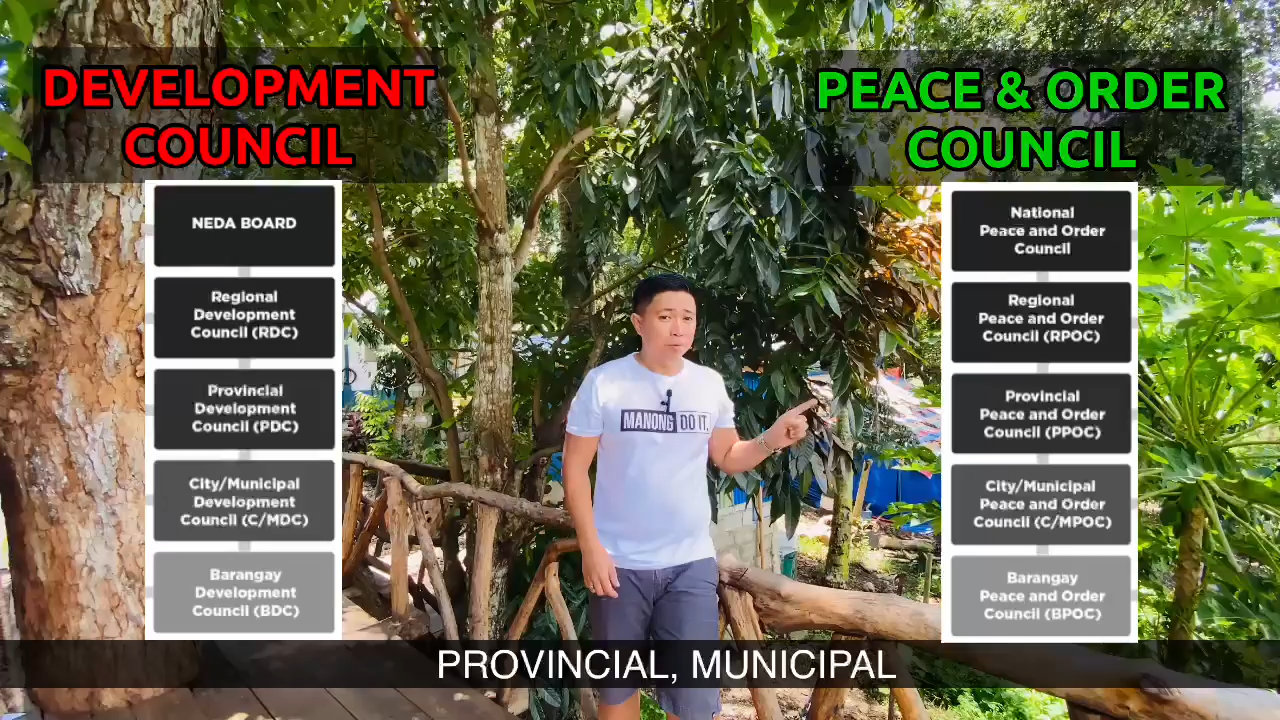 DEVELOPMENT
COUNCIL
NEDA BOARD
Regional
Development
Council (RDC)
Provincial
Development
Council (PDC)
City/Municipal
Development
Council (C/MDC)
Barangay
Development
Council (BDC)
PEACE & ORDER
COUNCIL
National
Peace and Order
Council
Regional
Peace and Order
Council (RPOC)
Provincial
Peace and Order
Council (PPOC)
City/Municipal
Peace and Order
Council (C/MPOC)
Barangay
Peace and Order
Council (BPOC)
MANONG DO IT.
PROVINCIAL, MUNICIPAL